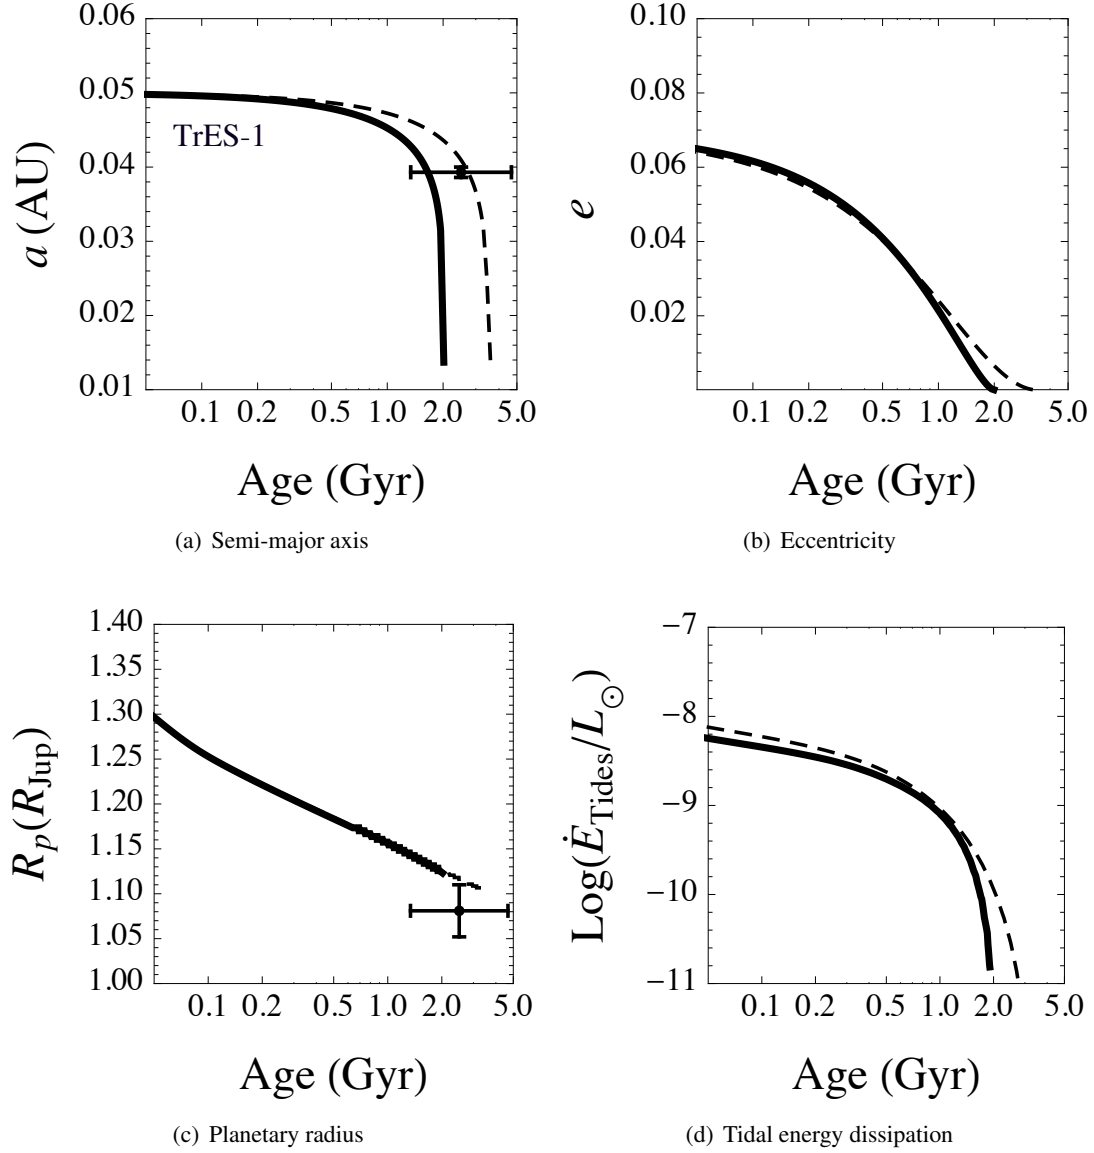 0.06
0.05
0.04
0.03
0.02
0.01
a (AU)
TrES-1
0.1 0.2 0.5 1.0 2.0 5.0
Age (Gyr)
(a) Semi-major axis
0.10
0.08
0.06
0.04
0.02
e
0.1 0.2 0.5 1.0 2.0 5.0
Age (Gyr)
(b) Eccentricity
1.40
1.35
1.30
1.25
1.20
1.15
1.10
1.05
1.00
Rₚ(R_Jup)
0.1 0.2 0.5 1.0 2.0 5.0
Age (Gyr)
(c) Planetary radius
−7
−8
−9
−10
−11
Log(Ė_Tides/L_⊙)
0.1 0.2 0.5 1.0 2.0 5.0
Age (Gyr)
(d) Tidal energy dissipation